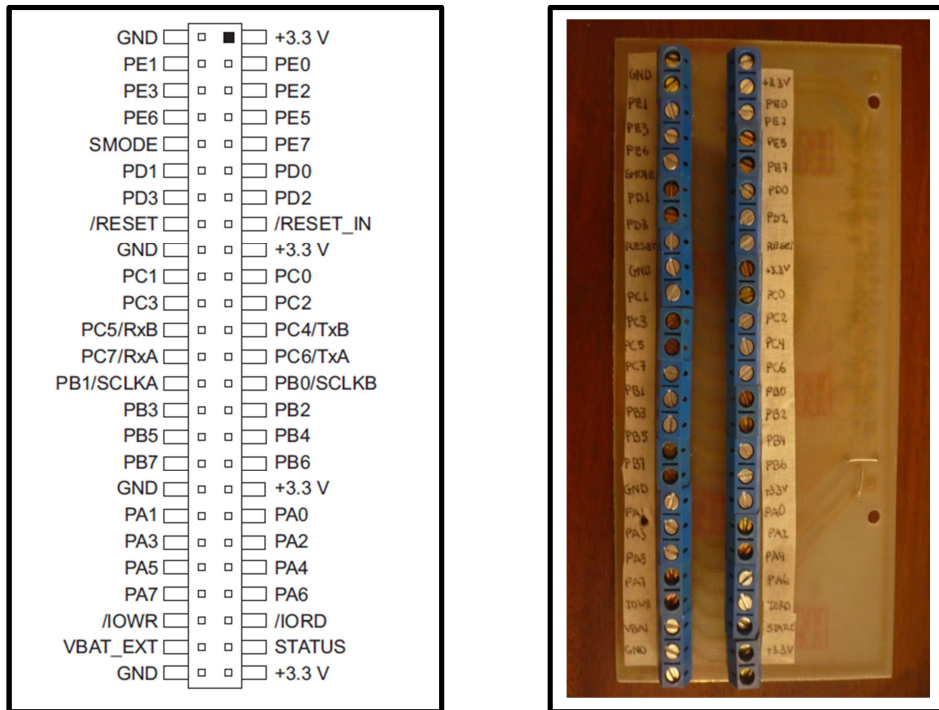 GND +3.3 V
PE1 PE0
PE3 PE2
PE6 PE5
SMODE PE7
PD1 PD0
PD3 PD2
/RESET /RESET_IN
GND +3.3 V
PC1 PC0
PC3 PC2
PC5/RxB PC4/TxB
PC7/RxA PC6/TxA
PB1/SCLKA PB0/SCLKB
PB3 PB2
PB5 PB4
PB7 PB6
GND +3.3 V
PA1 PA0
PA3 PA2
PA5 PA4
PA7 PA6
/IOWR /IORD
VBAT_EXT STATUS
GND +3.3 V
GND
PE1
PE3
PE6
SMODE
PD1
PD3
RESET
GND
PC1
PC3
PC5
PC7
PB1
PB3
PB5
PB7
GND
PA1
PA3
PA7
IOWR
VBAT
GND
+3.3V
PE0
PE2
PE5
PE7
PD0
PD2
RESET
+3.3V
PC0
PC2
PC4
PC6
PB0
PB2
PB4
PB6
+3.3V
PA0
PA2
PA4
PA6
IORD
+3.3V